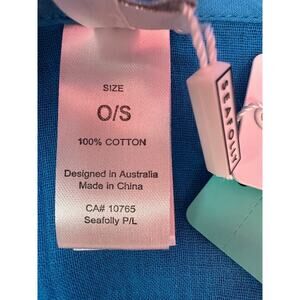 SIZE
O/S
100% COTTON
Designed in Australia
Made in China
CA# 10765
Seafolly P/L
SEAFOLLY